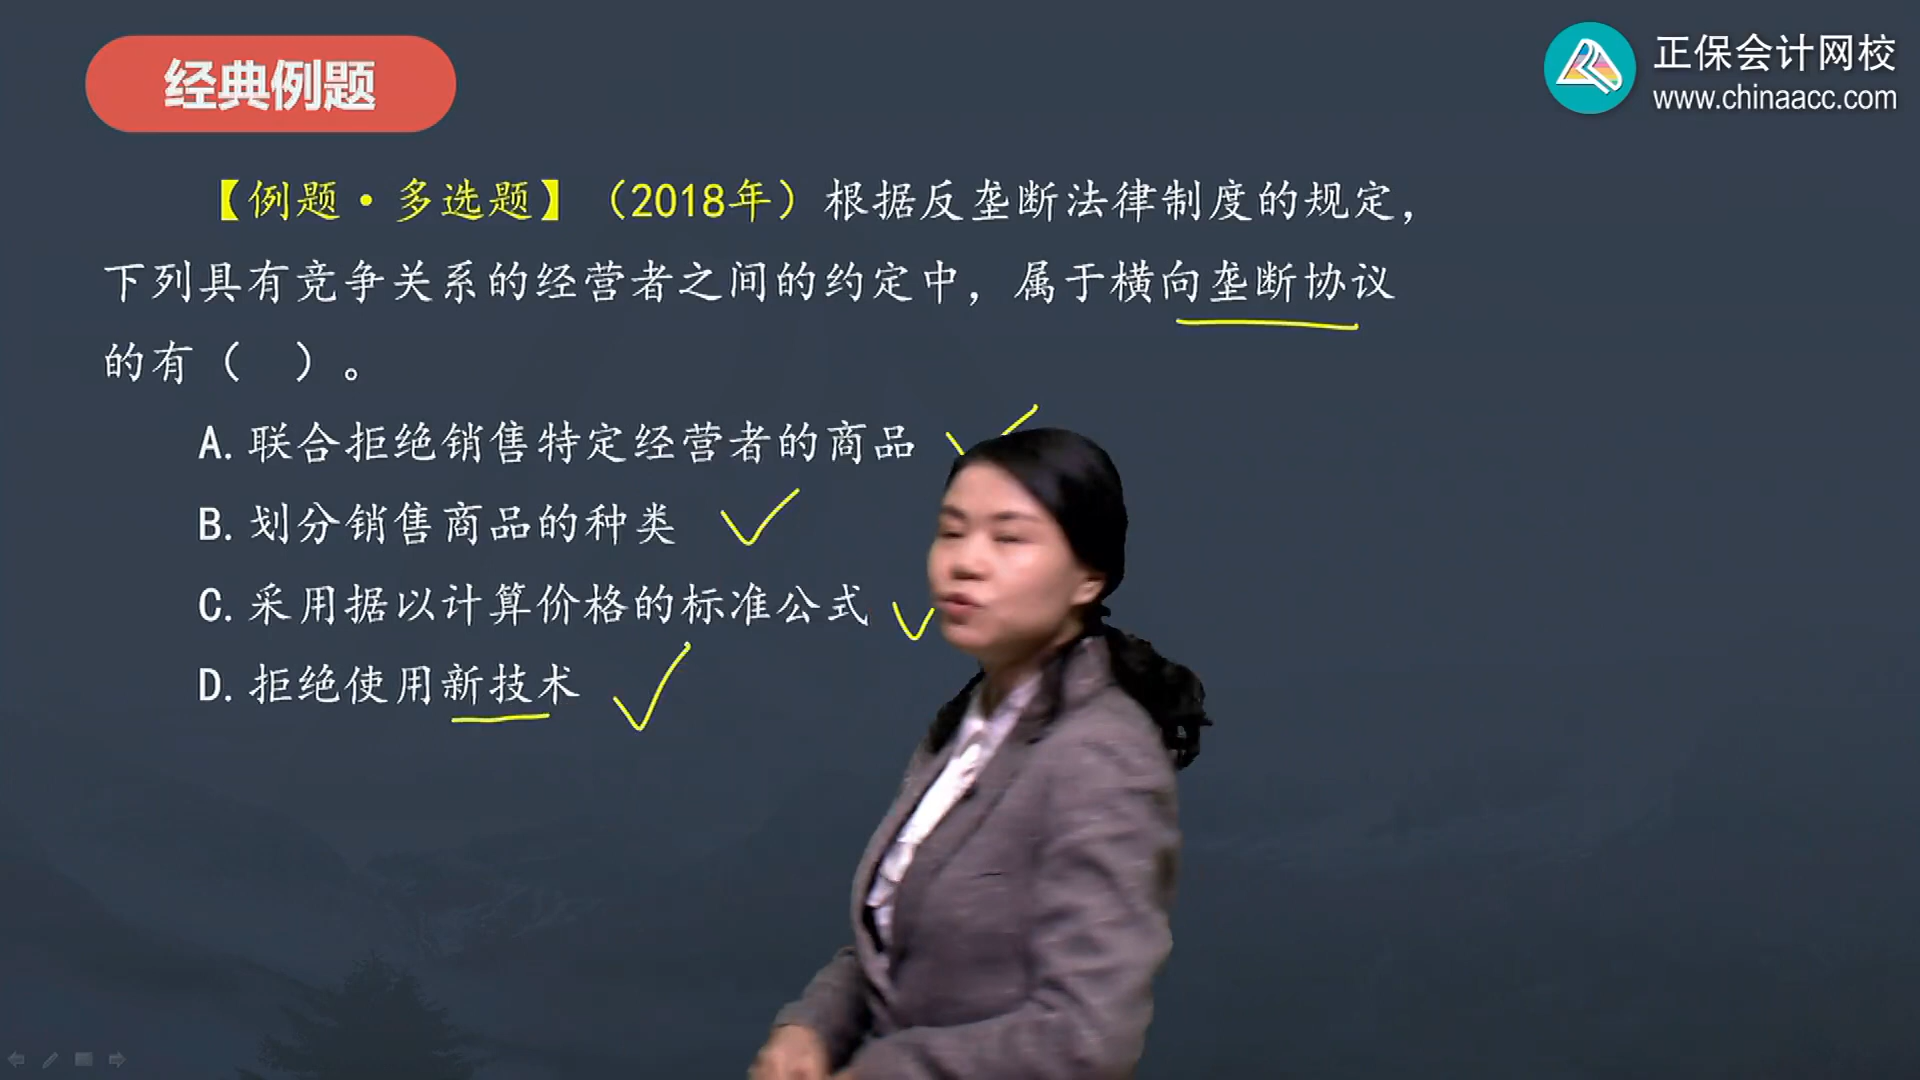 经典例题
正保会计网校
www.chinaacc.com
【例题·多选题】（2018年）根据反垄断法律制度的规定，
下列具有竞争关系的经营者之间的约定中，属于横向垄断协议
的有（　）。
A.联合拒绝销售特定经营者的商品
B.划分销售商品的种类
C.采用据以计算价格的标准公式
D.拒绝使用新技术